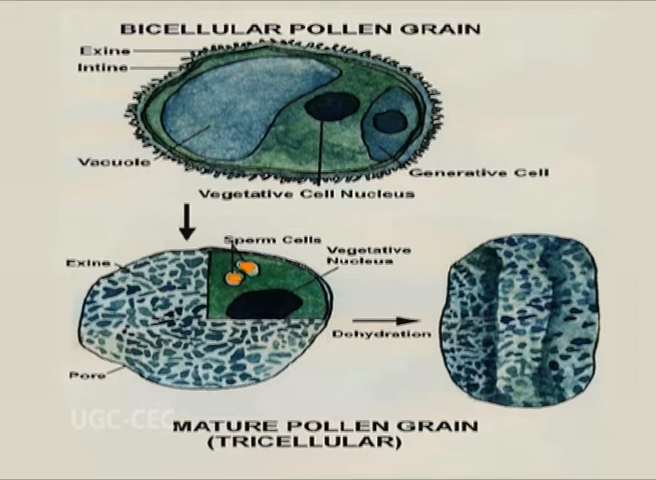 BICELLULAR POLLEN GRAIN
Exine
Intine
Vacuole
Generative Cell
Vegetative Cell Nucleus
Sperm Cells
Vegetative
Nucleus
Exine
Dehydration
Pore
UGC-CEC
MATURE POLLEN GRAIN
(TRICELLULAR)